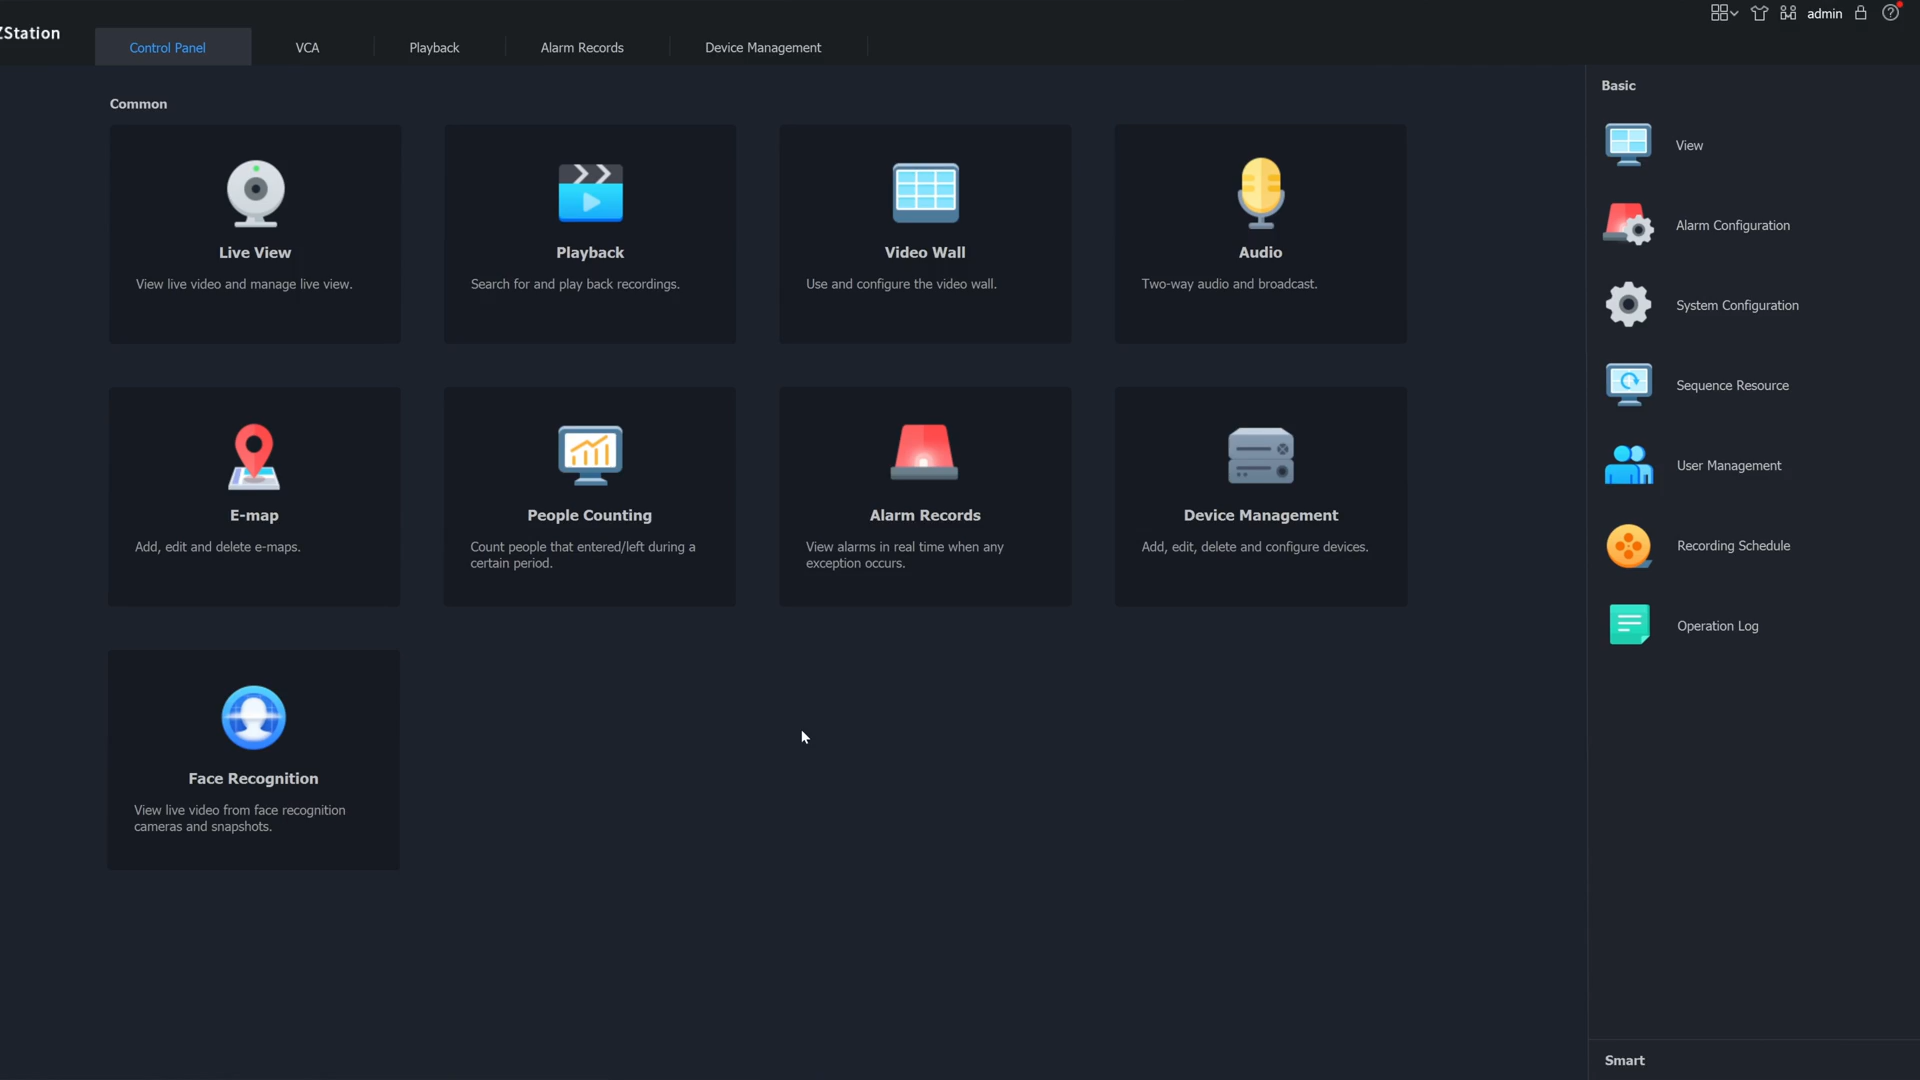 ZStation
admin
Control Panel
VCA
Playback
Alarm Records
Device Management
Common
Live View
View live video and manage live view.
Playback
Search for and play back recordings.
Video Wall
Use and configure the video wall.
Audio
Two-way audio and broadcast.
E-map
Add, edit and delete e-maps.
People Counting
Count people that entered/left during a
certain period.
Alarm Records
View alarms in real time when any
exception occurs.
Device Management
Add, edit, delete and configure devices.
Face Recognition
View live video from face recognition
cameras and snapshots.
Basic
View
Alarm Configuration
System Configuration
Sequence Resource
User Management
Recording Schedule
Operation Log
Smart